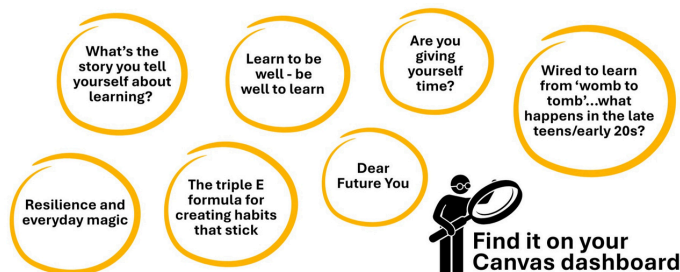 What's the
story you tell
yourself about
learning?
Learn to be
well - be
well to learn
Are you
giving
yourself
time?
Wired to learn
from ‘womb to
tomb’...what
happens in the late
teens/early 20s?
Resilience and
everyday magic
The triple E
formula for
creating habits
that stick
Dear
Future You
Find it on your
Canvas dashboard